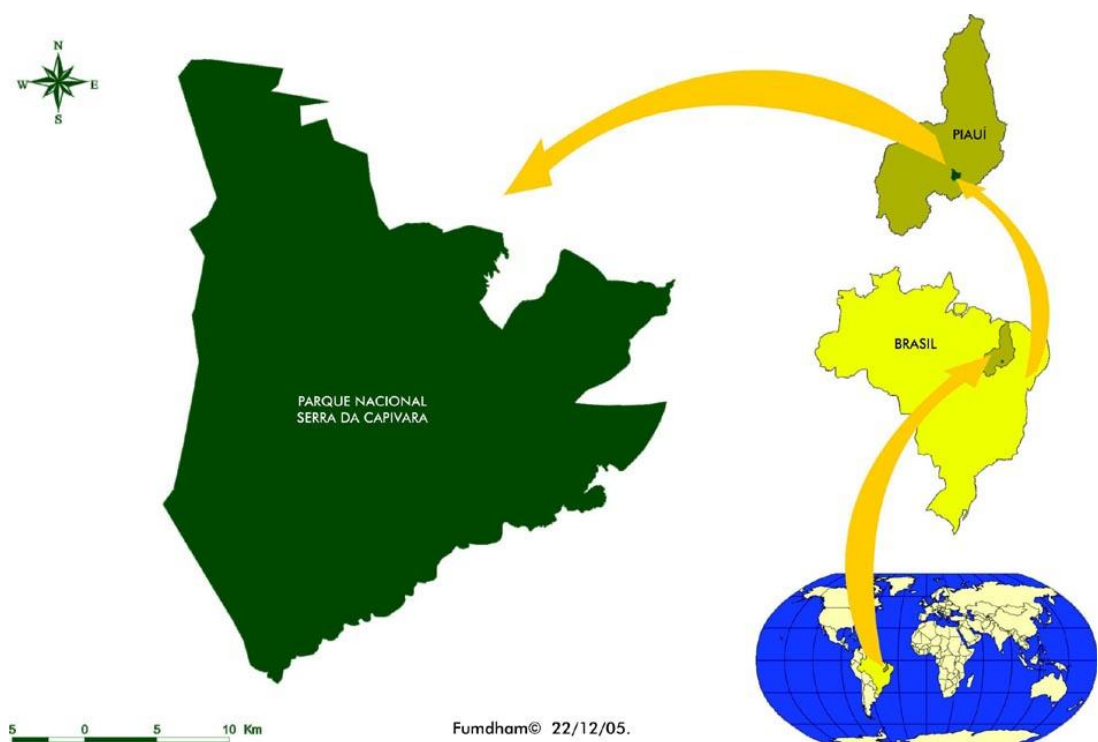 N
W E
S
PIAUÍ
BRASIL
PARQUE NACIONAL
SERRA DA CAPIVARA
5 0 5 10 Km
Fumdham© 22/12/05.